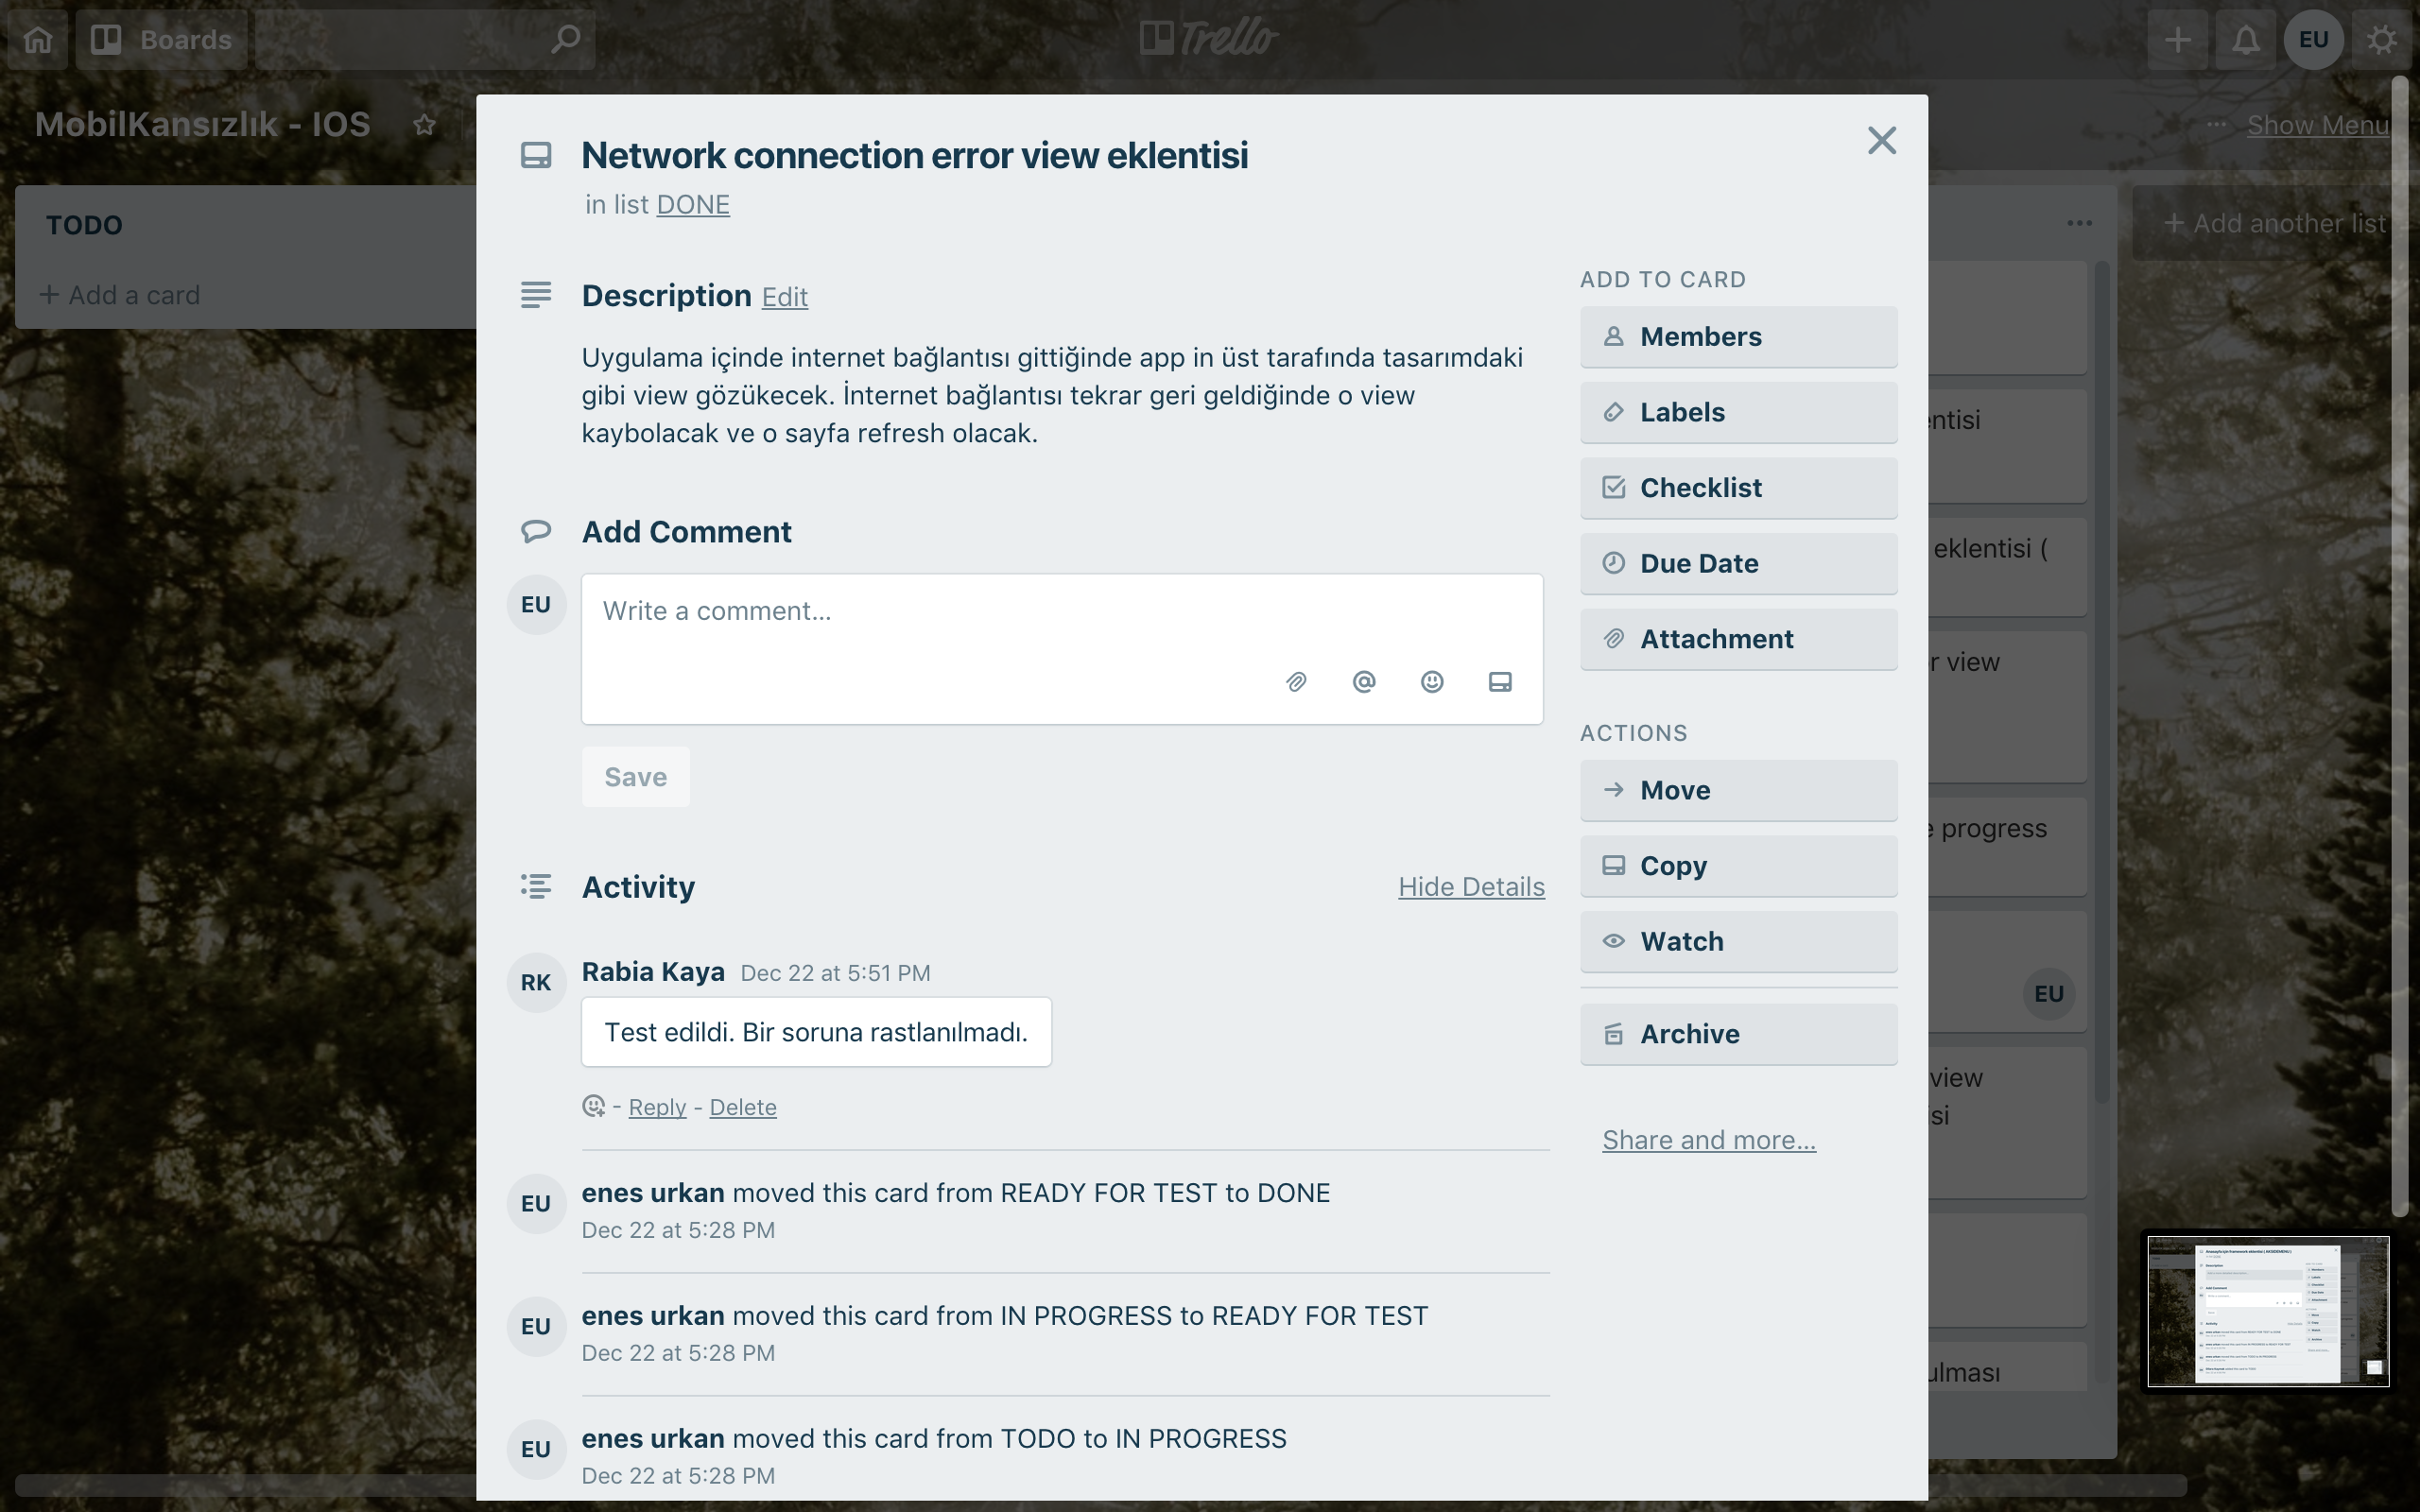 Boards
Trello
EU
MobilKansızlık - IOS
Show Menu
TODO
+ Add a card
+ Add another list
Network connection error view eklentisi
in list DONE
Description Edit
Uygulama içinde internet bağlantısı gittiğinde app in üst tarafında tasarımdaki
gibi view gözükecek. İnternet bağlantısı tekrar geri geldiğinde o view
kaybolacak ve o sayfa refresh olacak.
Add Comment
EU
Write a comment...
Save
Activity
Hide Details
RK
Rabia Kaya Dec 22 at 5:51 PM
Test edildi. Bir soruna rastlanılmadı.
- Reply - Delete
EU
enes urkan moved this card from READY FOR TEST to DONE
Dec 22 at 5:28 PM
EU
enes urkan moved this card from IN PROGRESS to READY FOR TEST
Dec 22 at 5:28 PM
EU
enes urkan moved this card from TODO to IN PROGRESS
Dec 22 at 5:28 PM
ADD TO CARD
Members
Labels
Checklist
Due Date
Attachment
ACTIONS
Move
Copy
Watch
Archive
Share and more...
entisi
eklentisi (
view
progress
EU
view
si
ulması